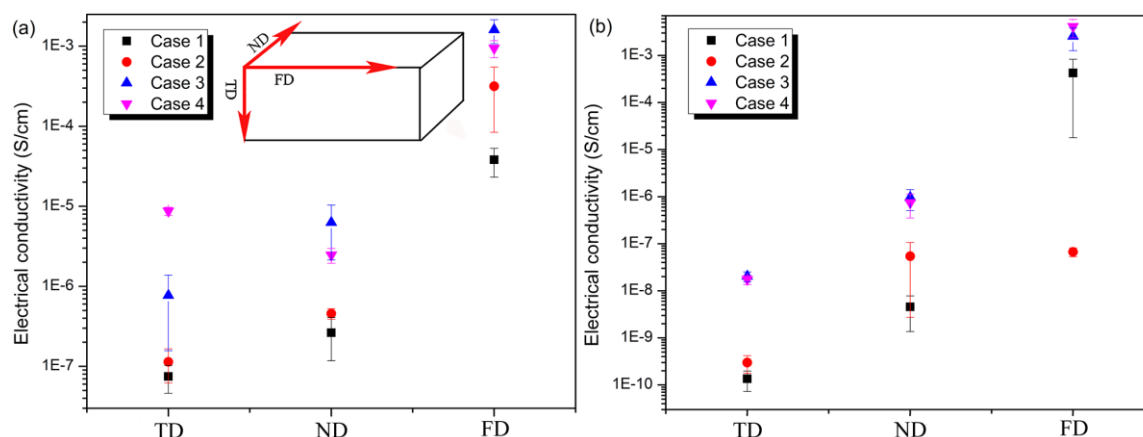 (a)
Electrical conductivity (S/cm)
1E-3
1E-4
1E-5
1E-6
1E-7
Case 1
Case 2
Case 3
Case 4
ND
FD
TD
TD
ND
FD
(b)
Electrical conductivity (S/cm)
1E-3
1E-4
1E-5
1E-6
1E-7
1E-8
1E-9
1E-10
Case 1
Case 2
Case 3
Case 4
TD
ND
FD